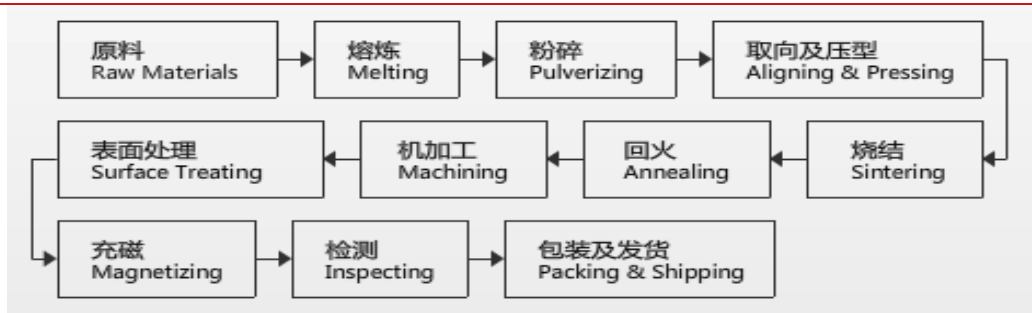 原料
Raw Materials
熔炼
Melting
粉碎
Pulverizing
取向及压型
Aligning & Pressing
烧结
Sintering
回火
Annealing
机加工
Machining
表面处理
Surface Treating
充磁
Magnetizing
检测
Inspecting
包装及发货
Packing & Shipping